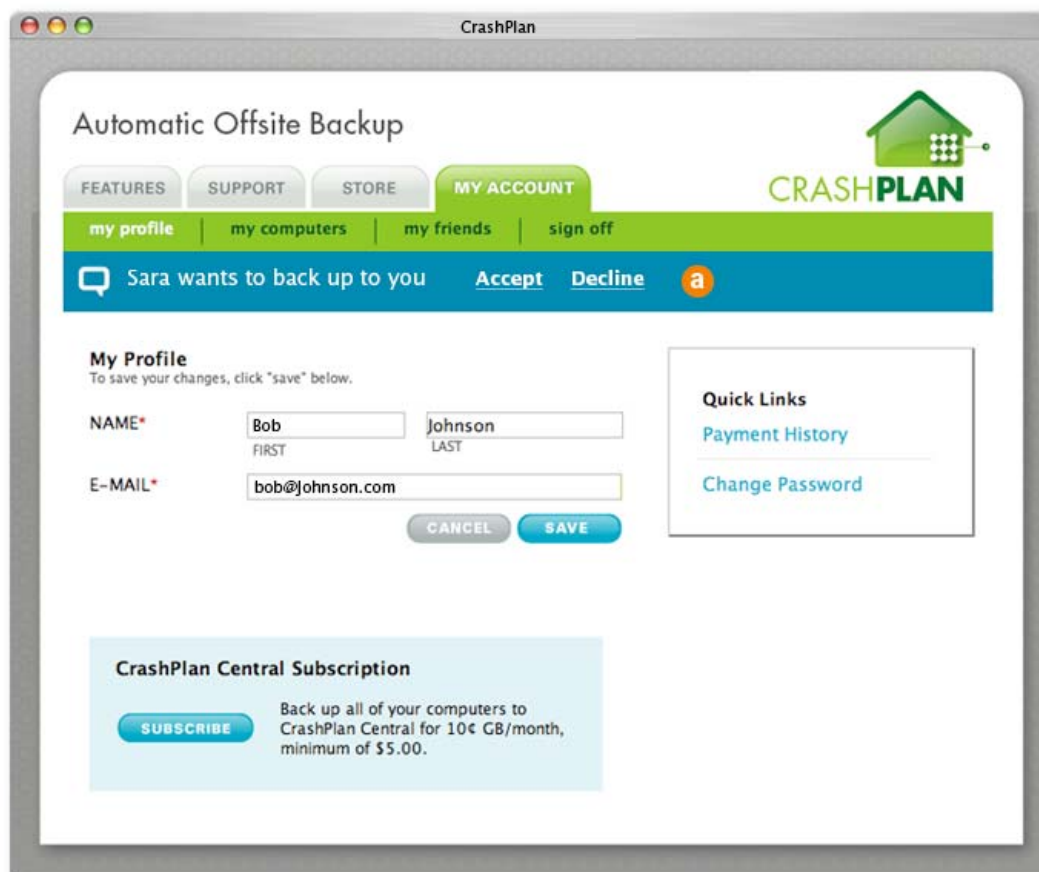 CrashPlan
Automatic Offsite Backup
FEATURES SUPPORT STORE MY ACCOUNT
CRASHPLAN
my profile my computers my friends sign off
Sara wants to back up to you Accept Decline a
My Profile
To save your changes, click "save" below.
NAME* Bob Johnson
FIRST LAST
E-MAIL* bob@Johnson.com
CANCEL SAVE
Quick Links
Payment History
Change Password
CrashPlan Central Subscription
SUBSCRIBE
Back up all of your computers to
CrashPlan Central for 10¢ GB/month,
minimum of $5.00.